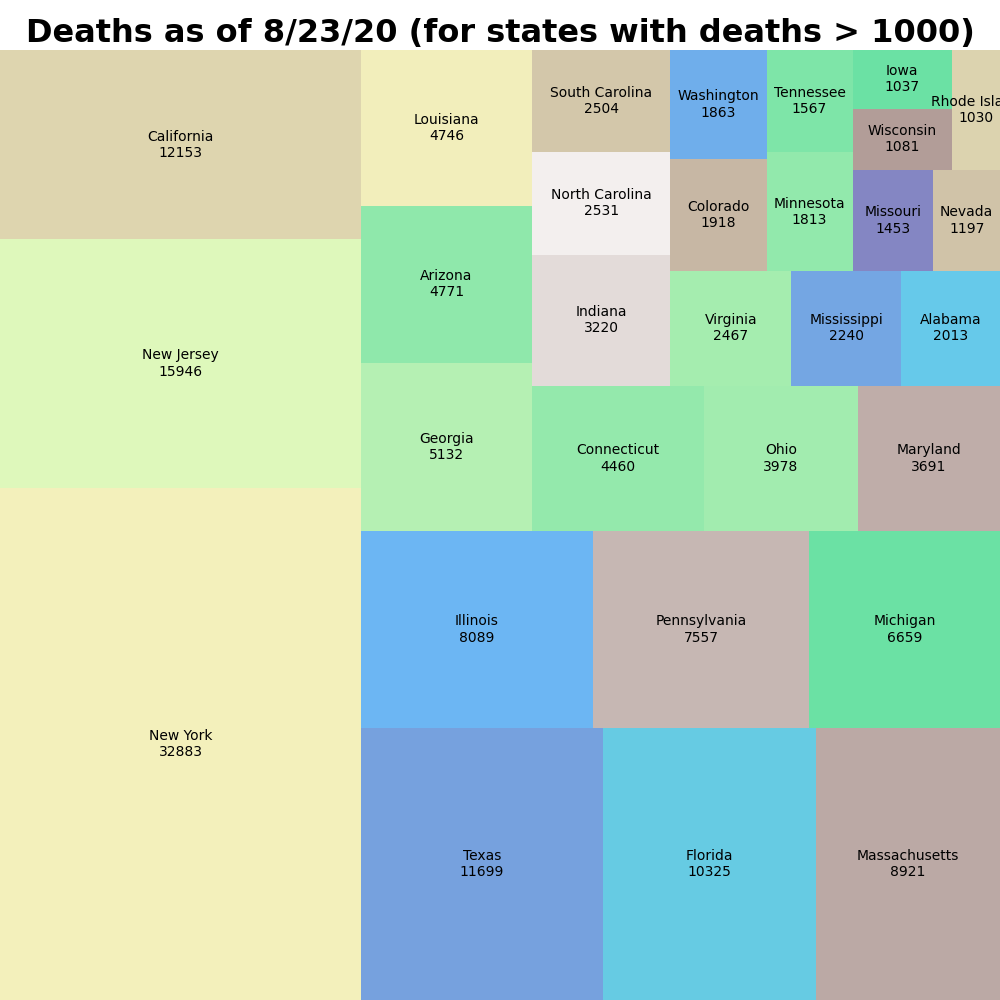 Deaths as of 8/23/20 (for states with deaths > 1000)
California
12153
New Jersey
15946
New York
32883
Louisiana
4746
Arizona
4771
Georgia
5132
South Carolina
2504
North Carolina
2531
Indiana
3220
Washington
1863
Colorado
1918
Tennessee
1567
Minnesota
1813
Iowa
1037
Wisconsin
1081
Rhode Isla
1030
Missouri
1453
Nevada
1197
Virginia
2467
Mississippi
2240
Alabama
2013
Connecticut
4460
Ohio
3978
Maryland
3691
Illinois
8089
Pennsylvania
7557
Michigan
6659
Texas
11699
Florida
10325
Massachusetts
8921